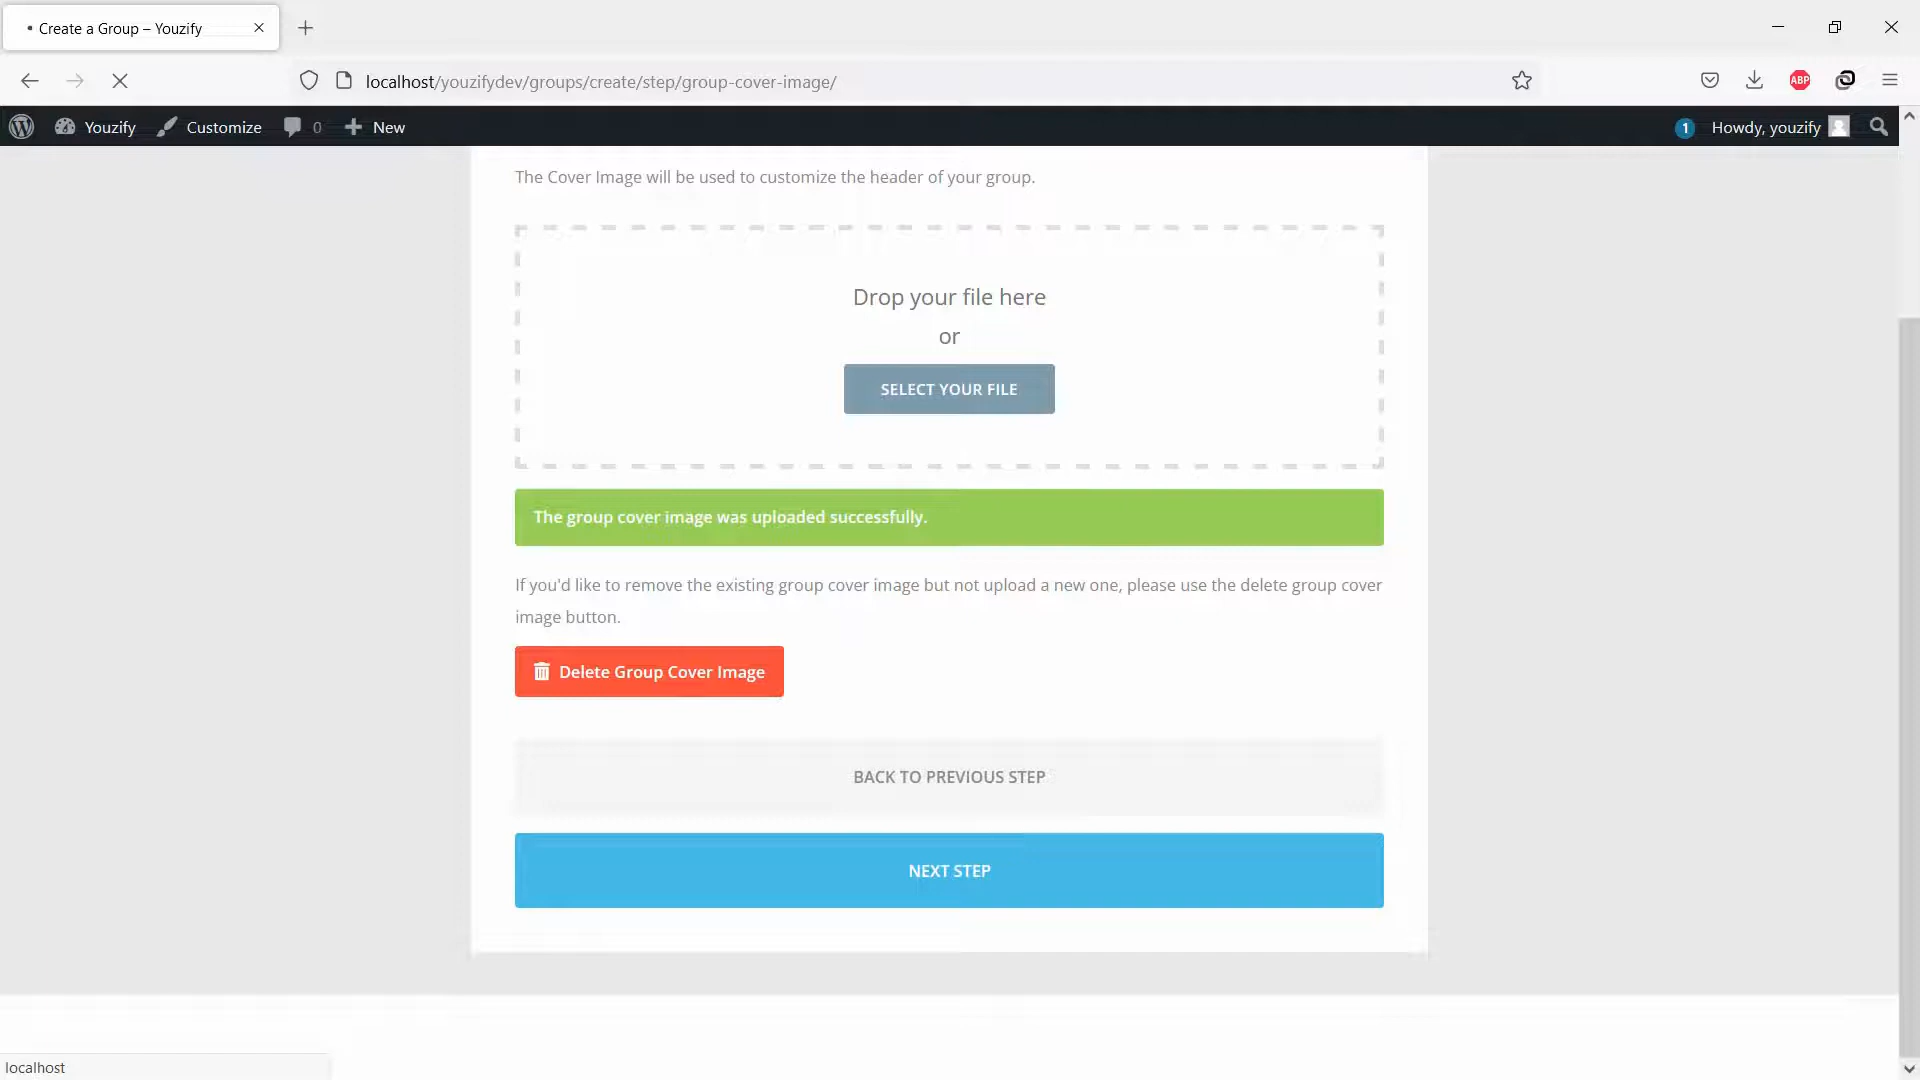 Create a Group – Youzify
localhost/youzifydev/groups/create/step/group-cover-image/
ABP
Youzify Customize 0 New
1 Howdy, youzify
The Cover Image will be used to customize the header of your group.
Drop your file here
or
SELECT YOUR FILE
The group cover image was uploaded successfully.
If you'd like to remove the existing group cover image but not upload a new one, please use the delete group cover
image button.
Delete Group Cover Image
BACK TO PREVIOUS STEP
NEXT STEP
localhost